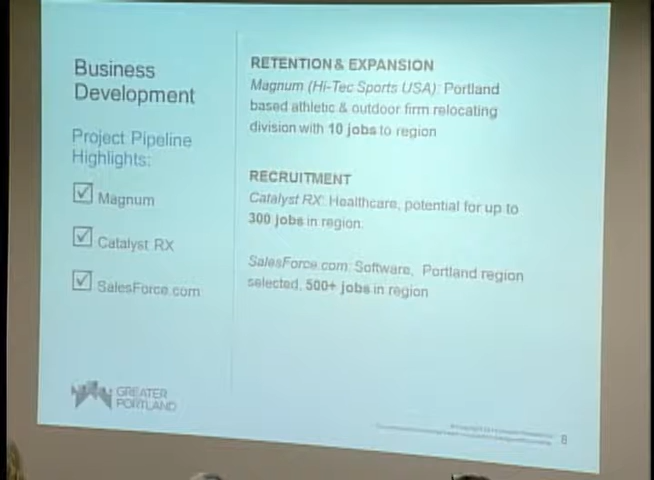 Business
Development
Project Pipeline
Highlights:
Magnum
Catalyst RX
SalesForce.com
GREATER
PORTLAND
RETENTION & EXPANSION
Magnum (Hi-Tec Sports USA): Portland
based athletic & outdoor firm relocating
division with 10 jobs to region
RECRUITMENT
Catalyst RX: Healthcare, potential for up to
300 jobs in region.
SalesForce.com: Software, Portland region
selected, 500+ jobs in region
8